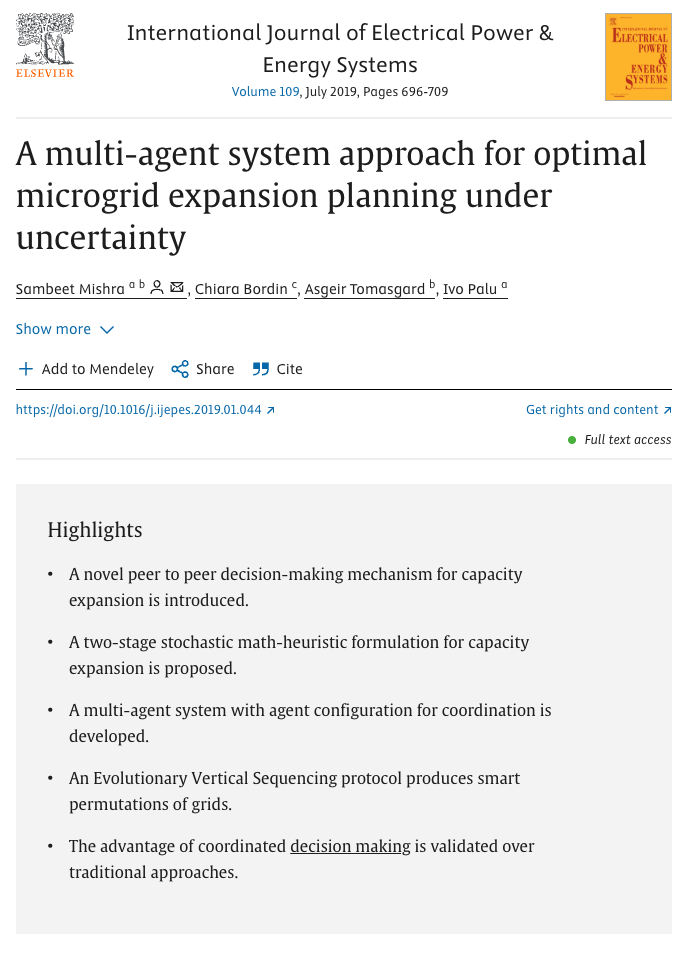 ELSEVIER
International Journal of Electrical Power &
Energy Systems
Volume 109, July 2019, Pages 696-709
ELECTRICAL
POWER
&
ENERGY
SYSTEMS
A multi-agent system approach for optimal
microgrid expansion planning under
uncertainty
Sambeet Mishra a b, Chiara Bordin c, Asgeir Tomasgard b, Ivo Palu a
Show more
Add to Mendeley Share Cite
https://doi.org/10.1016/j.ijepes.2019.01.044 Get rights and content
Full text access
Highlights
• A novel peer to peer decision-making mechanism for capacity
expansion is introduced.
• A two-stage stochastic math-heuristic formulation for capacity
expansion is proposed.
• A multi-agent system with agent configuration for coordination is
developed.
• An Evolutionary Vertical Sequencing protocol produces smart
permutations of grids.
• The advantage of coordinated decision making is validated over
traditional approaches.